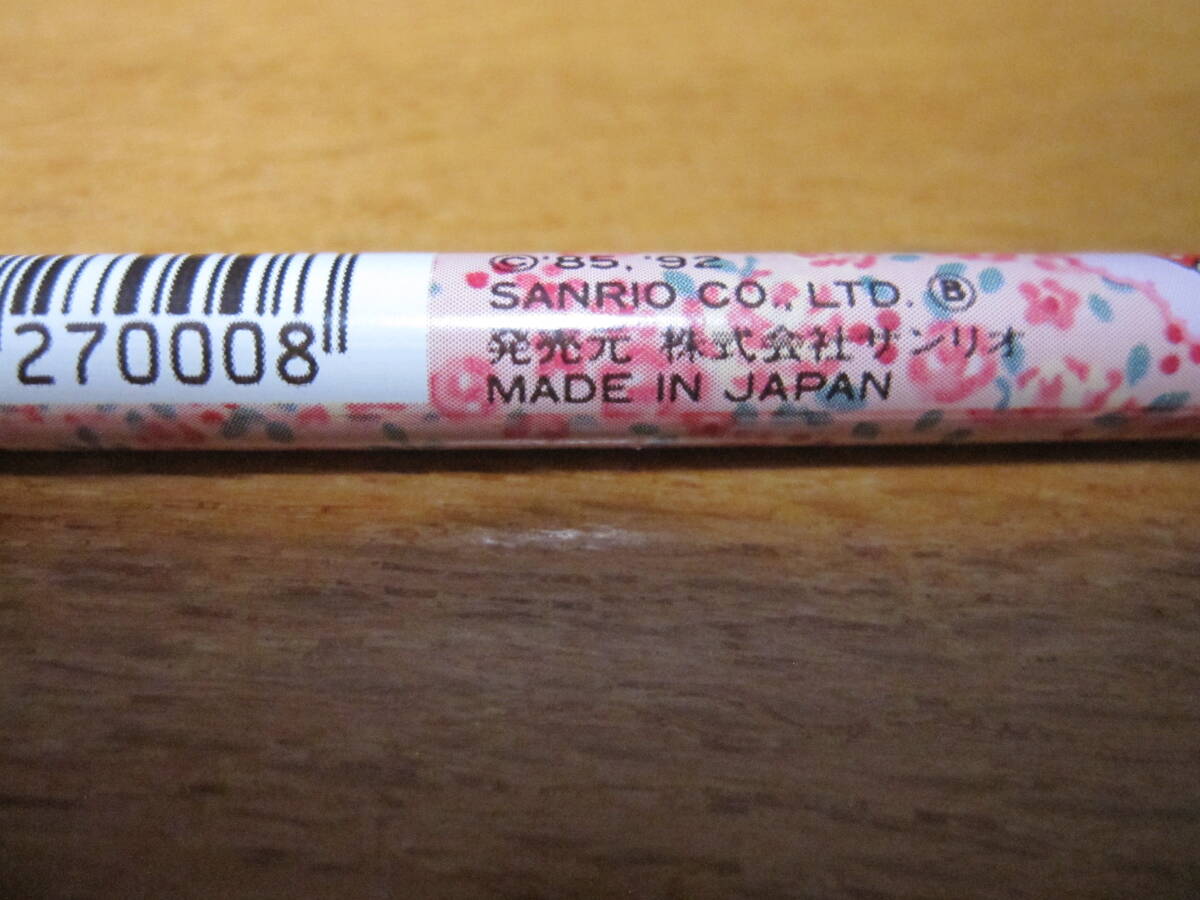 270008
©'85, '92
SANRIO CO., LTD. Ⓑ
発売元 株式会社サンリオ
MADE IN JAPAN